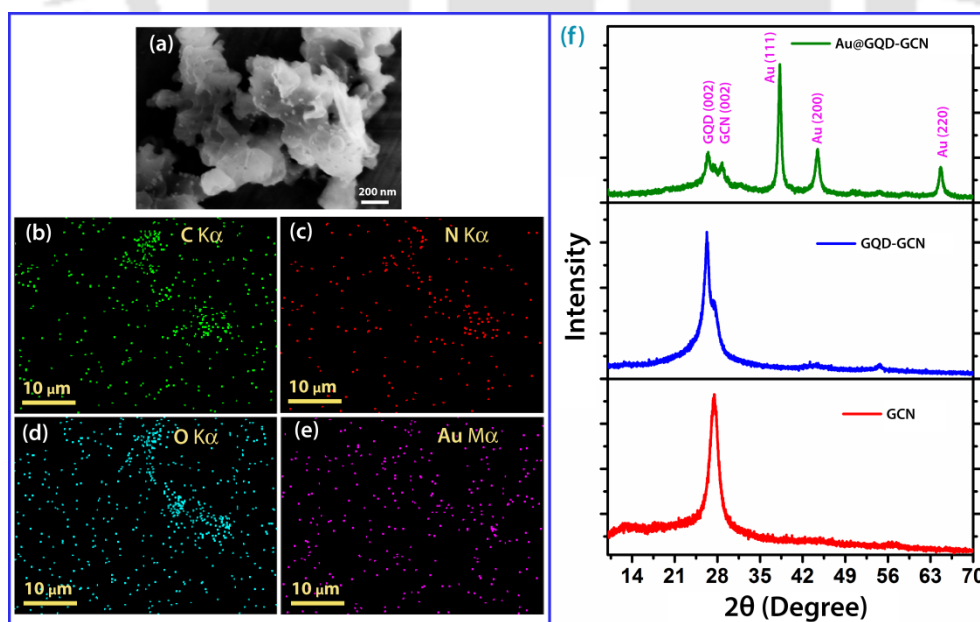 (a)
200 nm
(b)
C Kα
10 µm
(c)
N Kα
10 µm
(d)
O Kα
10 µm
(e)
Au Mα
10 µm
(f)
Au@GQD-GCN
GQD (002)
GCN (002)
Au (111)
Au (200)
Au (220)
GQD-GCN
GCN
Intensity
14 21 28 35 42 49 56 63 70
2θ (Degree)